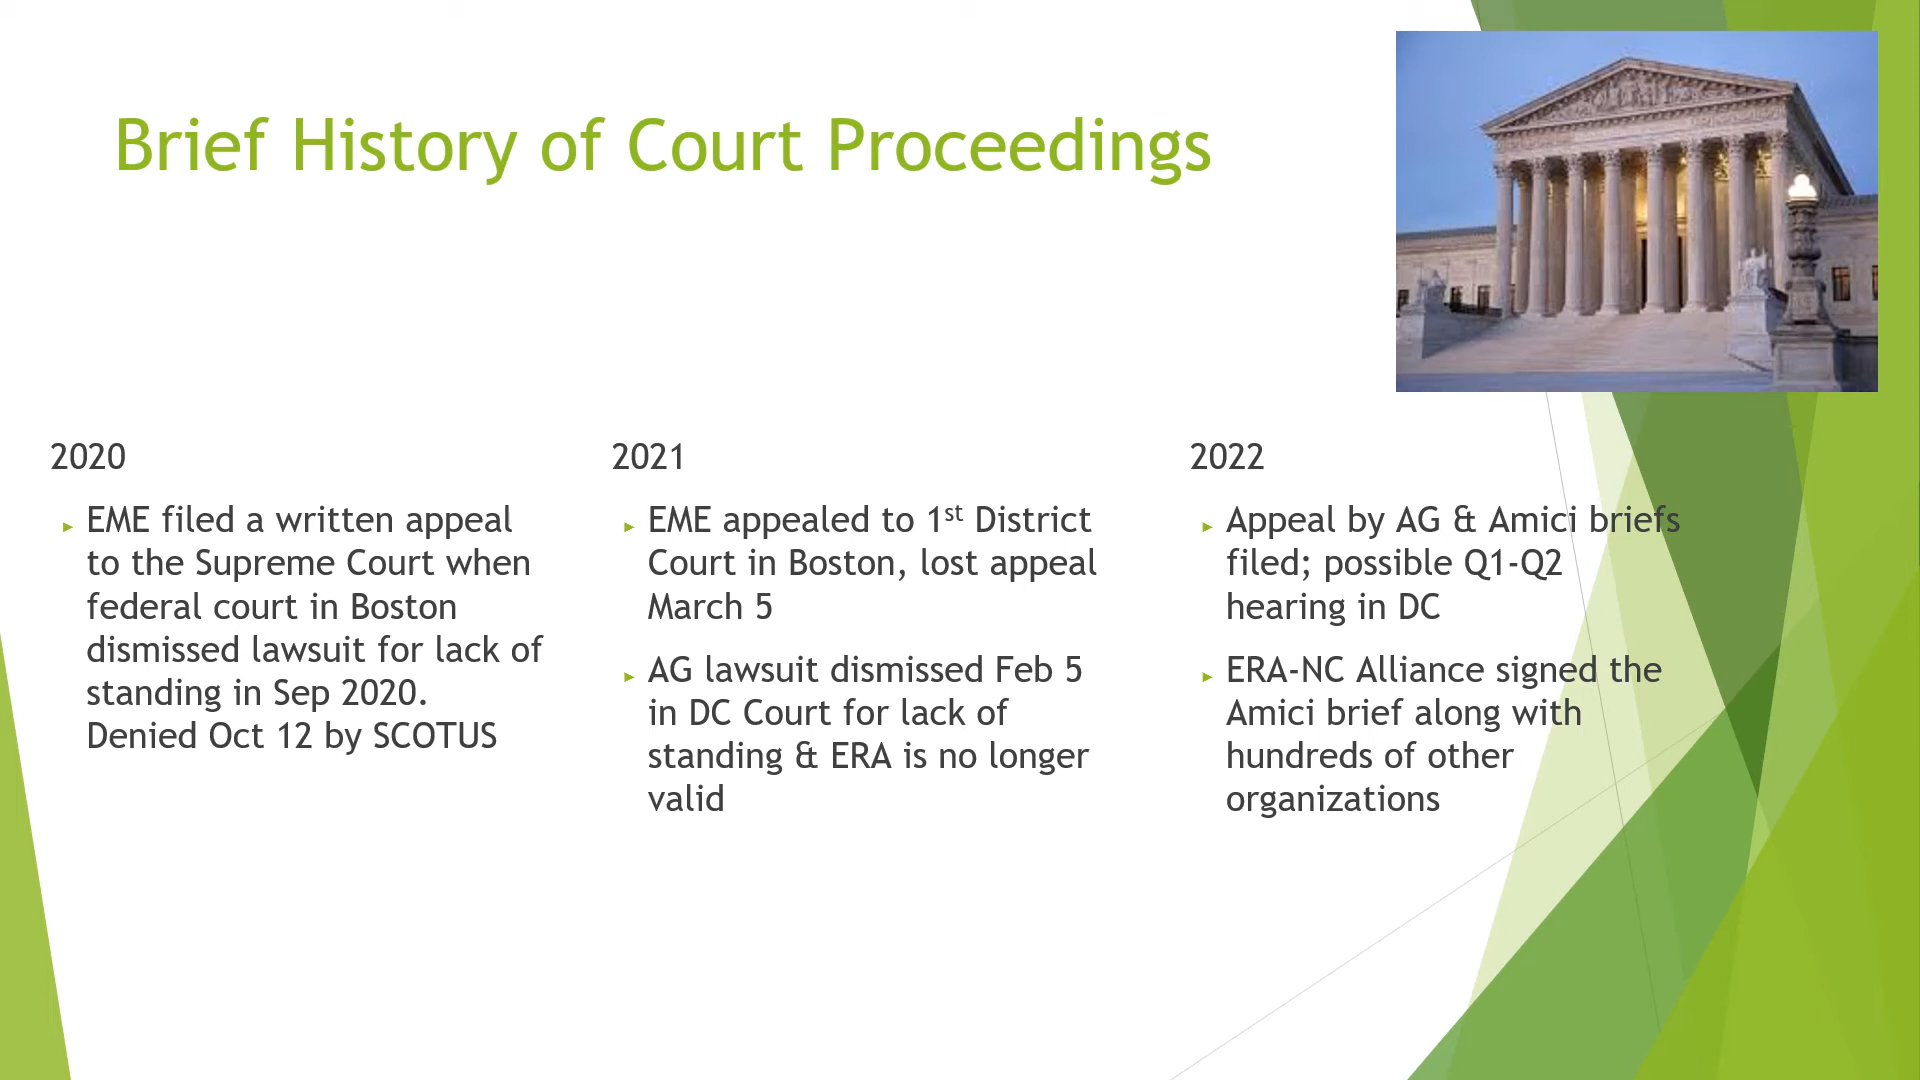 Brief History of Court Proceedings
2020
EME filed a written appeal
to the Supreme Court when
federal court in Boston
dismissed lawsuit for lack of
standing in Sep 2020.
Denied Oct 12 by SCOTUS
2021
EME appealed to 1st District
Court in Boston, lost appeal
March 5
AG lawsuit dismissed Feb 5
in DC Court for lack of
standing & ERA is no longer
valid
2022
Appeal by AG & Amici briefs
filed; possible Q1-Q2
hearing in DC
ERA-NC Alliance signed the
Amici brief along with
hundreds of other
organizations